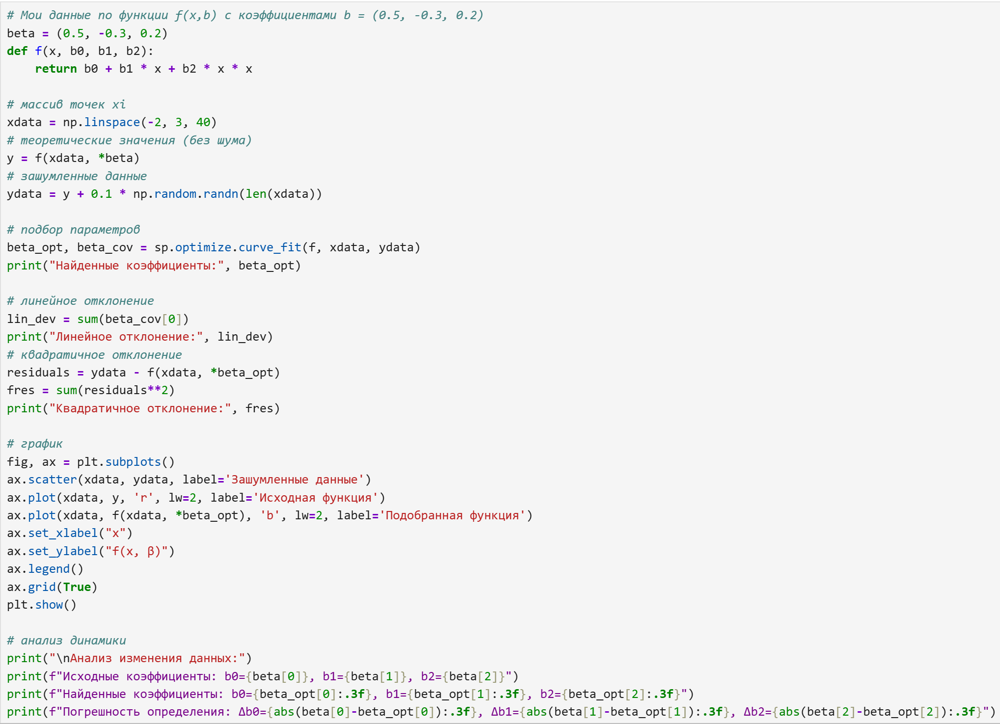 # Мои данные по функции f(x,b) с коэффициентами b = (0.5, -0.3, 0.2)
beta = (0.5, -0.3, 0.2)
def f(x, b0, b1, b2):
    return b0 + b1 * x + b2 * x * x

# массив точек xi
xdata = np.linspace(-2, 3, 40)
# теоретические значения (без шума)
y = f(xdata, *beta)
# зашумленные данные
ydata = y + 0.1 * np.random.randn(len(xdata))

# подбор параметров
beta_opt, beta_cov = sp.optimize.curve_fit(f, xdata, ydata)
print("Найденные коэффициенты:", beta_opt)

# линейное отклонение
lin_dev = sum(beta_cov[0])
print("Линейное отклонение:", lin_dev)
# квадратичное отклонение
residuals = ydata - f(xdata, *beta_opt)
fres = sum(residuals**2)
print("Квадратичное отклонение:", fres)

# график
fig, ax = plt.subplots()
ax.scatter(xdata, ydata, label='Зашумленные данные')
ax.plot(xdata, y, 'r', lw=2, label='Исходная функция')
ax.plot(xdata, f(xdata, *beta_opt), 'b', lw=2, label='Подобранная функция')
ax.set_xlabel("x")
ax.set_ylabel("f(x, β)")
ax.legend()
ax.grid(True)
plt.show()

# анализ динамики
print("\nАнализ изменения данных:")
print(f"Исходные коэффициенты: b0={beta[0]}, b1={beta[1]}, b2={beta[2]}")
print(f"Найденные коэффициенты: b0={beta_opt[0]:.3f}, b1={beta_opt[1]:.3f}, b2={beta_opt[2]:.3f}")
print(f"Погрешность определения: Δb0={abs(beta[0]-beta_opt[0]):.3f}, Δb1={abs(beta[1]-beta_opt[1]):.3f}, Δb2={abs(beta[2]-beta_opt[2]):.3f}")